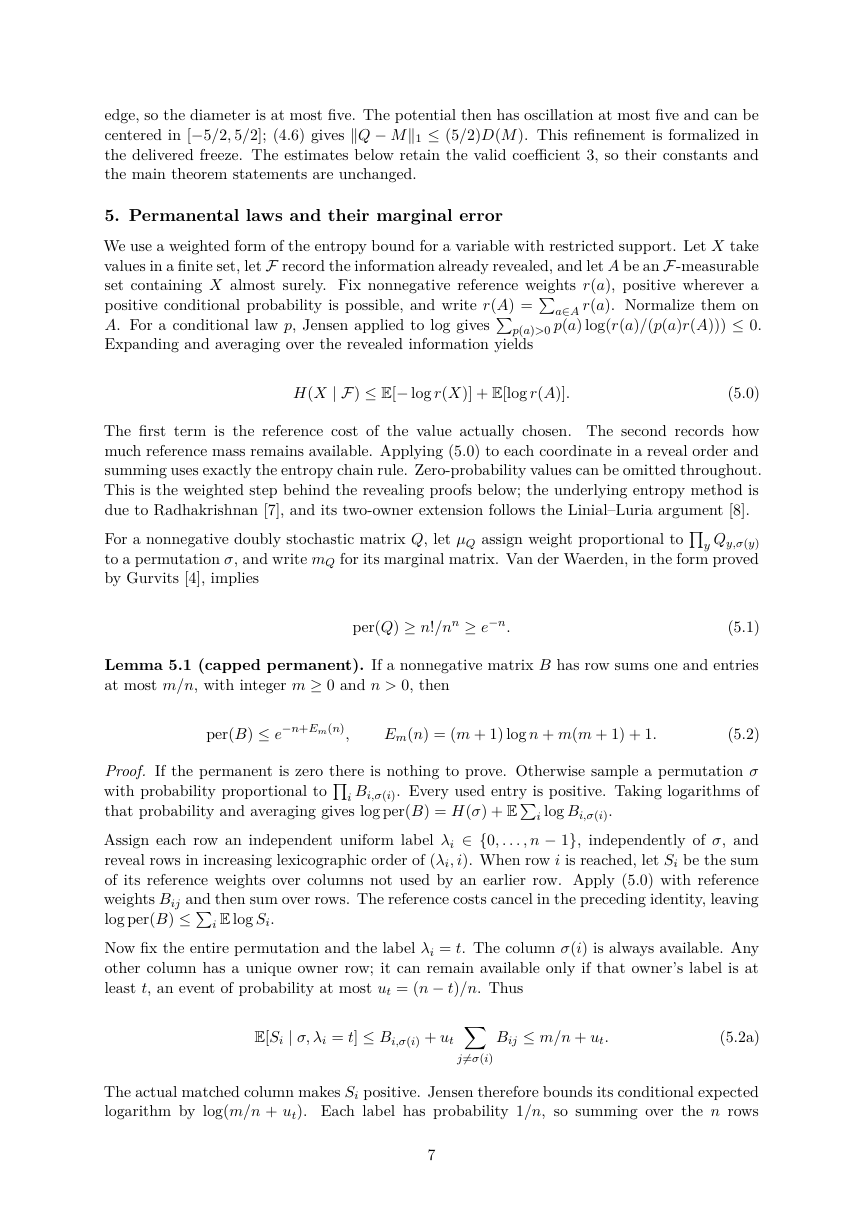 edge, so the diameter is at most five. The potential then has oscillation at most five and can be
centered in [−5/2, 5/2]; (4.6) gives ∥Q − M∥₁ ≤ (5/2)D(M). This refinement is formalized in
the delivered freeze. The estimates below retain the valid coefficient 3, so their constants and
the main theorem statements are unchanged.
5. Permanental laws and their marginal error
We use a weighted form of the entropy bound for a variable with restricted support. Let X take
values in a finite set, let ℱ record the information already revealed, and let A be an ℱ-measurable
set containing X almost surely. Fix nonnegative reference weights r(a), positive wherever a
positive conditional probability is possible, and write r(A) = ∑_{a∈A} r(a). Normalize them on
A. For a conditional law p, Jensen applied to log gives ∑_{p(a)>0} p(a) log(r(a)/(p(a)r(A))) ≤ 0.
Expanding and averaging over the revealed information yields
H(X | ℱ) ≤ 𝔼[− log r(X)] + 𝔼[log r(A)]. (5.0)
The first term is the reference cost of the value actually chosen. The second records how
much reference mass remains available. Applying (5.0) to each coordinate in a reveal order and
summing uses exactly the entropy chain rule. Zero-probability values can be omitted throughout.
This is the weighted step behind the revealing proofs below; the underlying entropy method is
due to Radhakrishnan [7], and its two-owner extension follows the Linial–Luria argument [8].
For a nonnegative doubly stochastic matrix Q, let μ_Q assign weight proportional to ∏_y Q_{y,σ(y)}
to a permutation σ, and write m_Q for its marginal matrix. Van der Waerden, in the form proved
by Gurvits [4], implies
per(Q) ≥ n!/nⁿ ≥ e⁻ⁿ. (5.1)
Lemma 5.1 (capped permanent). If a nonnegative matrix B has row sums one and entries
at most m/n, with integer m ≥ 0 and n > 0, then
per(B) ≤ e^{−n+E_m(n)}, E_m(n) = (m + 1) log n + m(m + 1) + 1. (5.2)
Proof. If the permanent is zero there is nothing to prove. Otherwise sample a permutation σ
with probability proportional to ∏_i B_{i,σ(i)}. Every used entry is positive. Taking logarithms of
that probability and averaging gives log per(B) = H(σ) + 𝔼 ∑_i log B_{i,σ(i)}.
Assign each row an independent uniform label λ_i ∈ {0, . . . , n − 1}, independently of σ, and
reveal rows in increasing lexicographic order of (λ_i, i). When row i is reached, let S_i be the sum
of its reference weights over columns not used by an earlier row. Apply (5.0) with reference
weights B_{ij} and then sum over rows. The reference costs cancel in the preceding identity, leaving
log per(B) ≤ ∑_i 𝔼 log S_i.
Now fix the entire permutation and the label λ_i = t. The column σ(i) is always available. Any
other column has a unique owner row; it can remain available only if that owner's label is at
least t, an event of probability at most u_t = (n − t)/n. Thus
𝔼[S_i | σ, λ_i = t] ≤ B_{i,σ(i)} + u_t ∑_{j≠σ(i)} B_{ij} ≤ m/n + u_t. (5.2a)
The actual matched column makes S_i positive. Jensen therefore bounds its conditional expected
logarithm by log(m/n + u_t). Each label has probability 1/n, so summing over the n rows
7